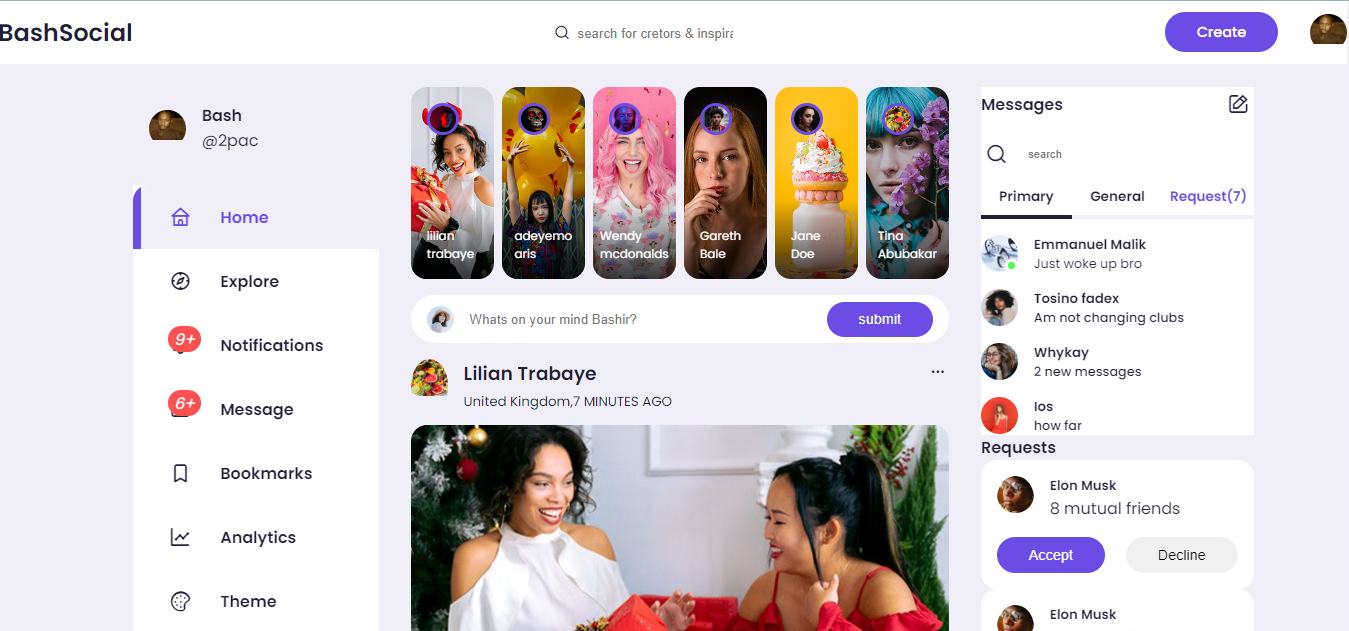 BashSocial
search for cretors & inspira
Create
Bash
@2pac
Home
Explore
9+
Notifications
6+
Message
Bookmarks
Analytics
Theme
lilian
trabaye
adeyemo
aris
Wendy
mcdonalds
Gareth
Bale
Jane
Doe
Tina
Abubakar
Whats on your mind Bashir?
submit
Lilian Trabaye
United Kingdom,7 MINUTES AGO
...
Messages
search
Primary
General
Request(7)
Emmanuel Malik
Just woke up bro
Tosino fadex
Am not changing clubs
Whykay
2 new messages
los
how far
Requests
Elon Musk
8 mutual friends
Accept
Decline
Elon Musk